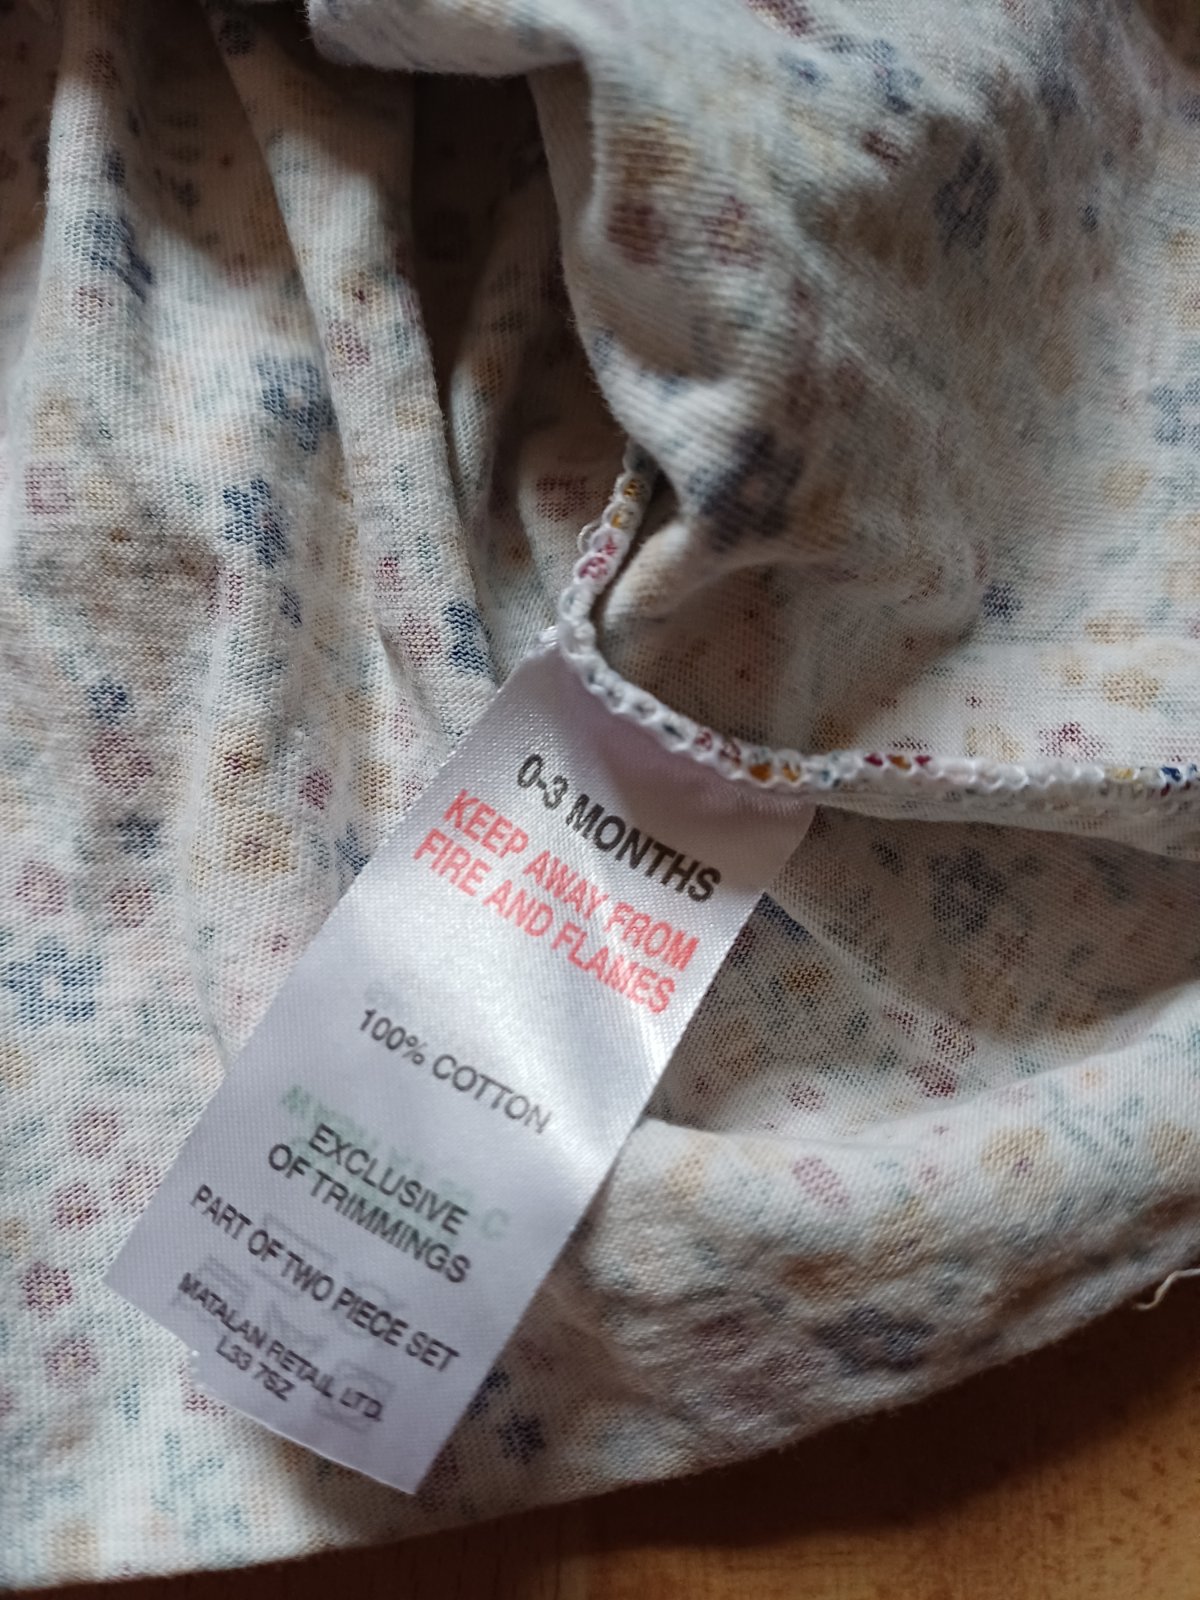 0-3 MONTHS
KEEP AWAY FROM
FIRE AND FLAMES
100% COTTON
EXCLUSIVE
OF TRIMMINGS
PART OF TWO PIECE SET
MATALAN RETAIL LTD.
L33 7SZ